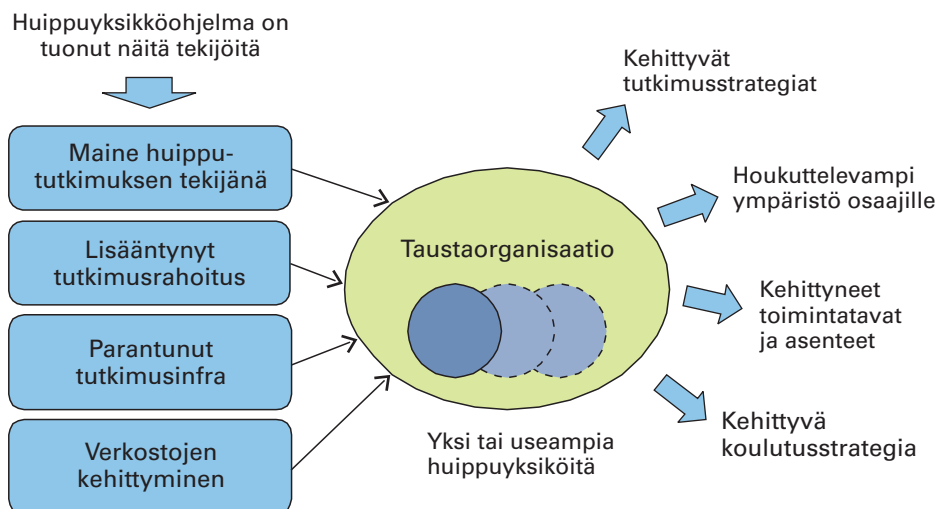 Huippuyksikköohjelma on
tuonut näitä tekijöitä
Maine huippu-
tutkimuksen tekijänä
Lisääntynyt
tutkimusrahoitus
Parantunut
tutkimusinfra
Verkostojen
kehittyminen
Taustaorganisaatio
Yksi tai useampia
huippuyksiköitä
Kehittyvät
tutkimusstrategiat
Houkuttelevampi
ympäristö osaajille
Kehittyneet
toimintatavat
ja asenteet
Kehittyvä
koulutusstrategia